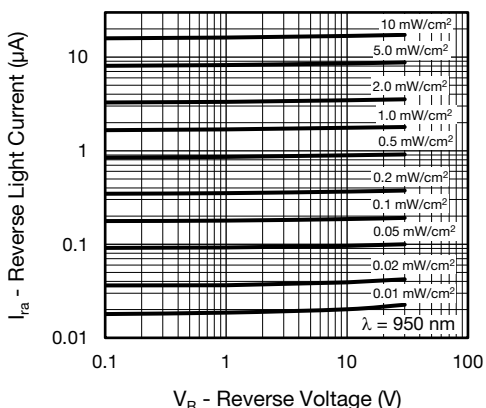 I_ra - Reverse Light Current (μA)
10
1
0.1
0.01
10 mW/cm²
5.0 mW/cm²
2.0 mW/cm²
1.0 mW/cm²
0.5 mW/cm²
0.2 mW/cm²
0.1 mW/cm²
0.05 mW/cm²
0.02 mW/cm²
0.01 mW/cm²
λ = 950 nm
0.1 1 10 100
V_R - Reverse Voltage (V)